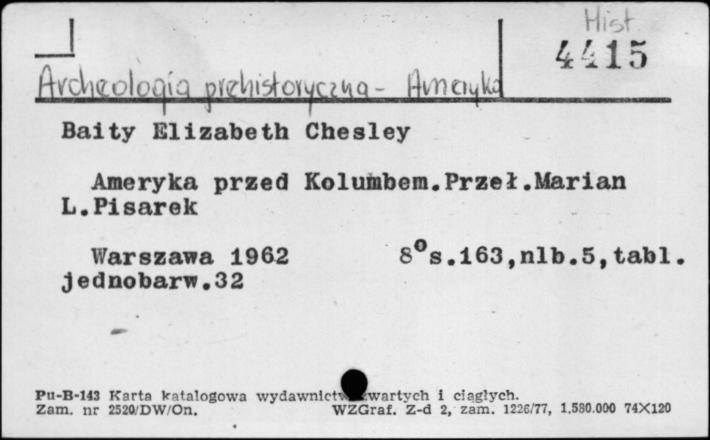 Hist
4415
Archeologia prehistoryczna - Ameryka
Baity Elizabeth Chesley
Ameryka przed Kolumbem.Przeł.Marian
L.Pisarek
Warszawa 1962 8°s.163,nlb.5,tabl.
jednobarw.32
Pu-B-143 Karta katalogowa wydawnictw zwartych i ciągłych.
Zam. nr 2520/DW/On. WZGraf. Z-d 2, zam. 1226/77, 1.580.000 74X120